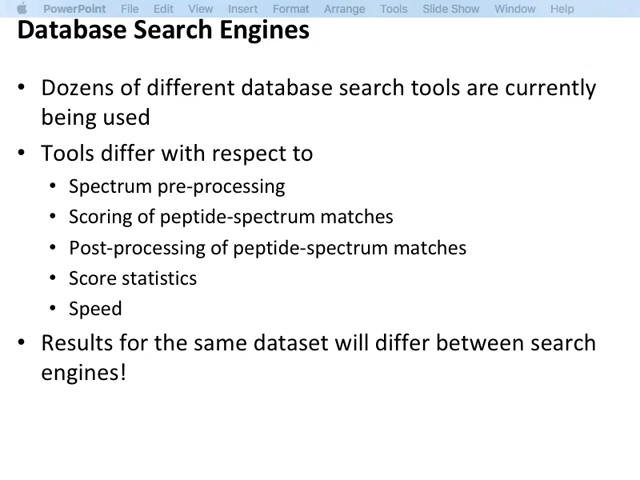 PowerPoint File Edit View Insert Format Arrange Tools Slide Show Window Help
Database Search Engines
• Dozens of different database search tools are currently
being used
• Tools differ with respect to
• Spectrum pre-processing
• Scoring of peptide-spectrum matches
• Post-processing of peptide-spectrum matches
• Score statistics
• Speed
• Results for the same dataset will differ between search
engines!